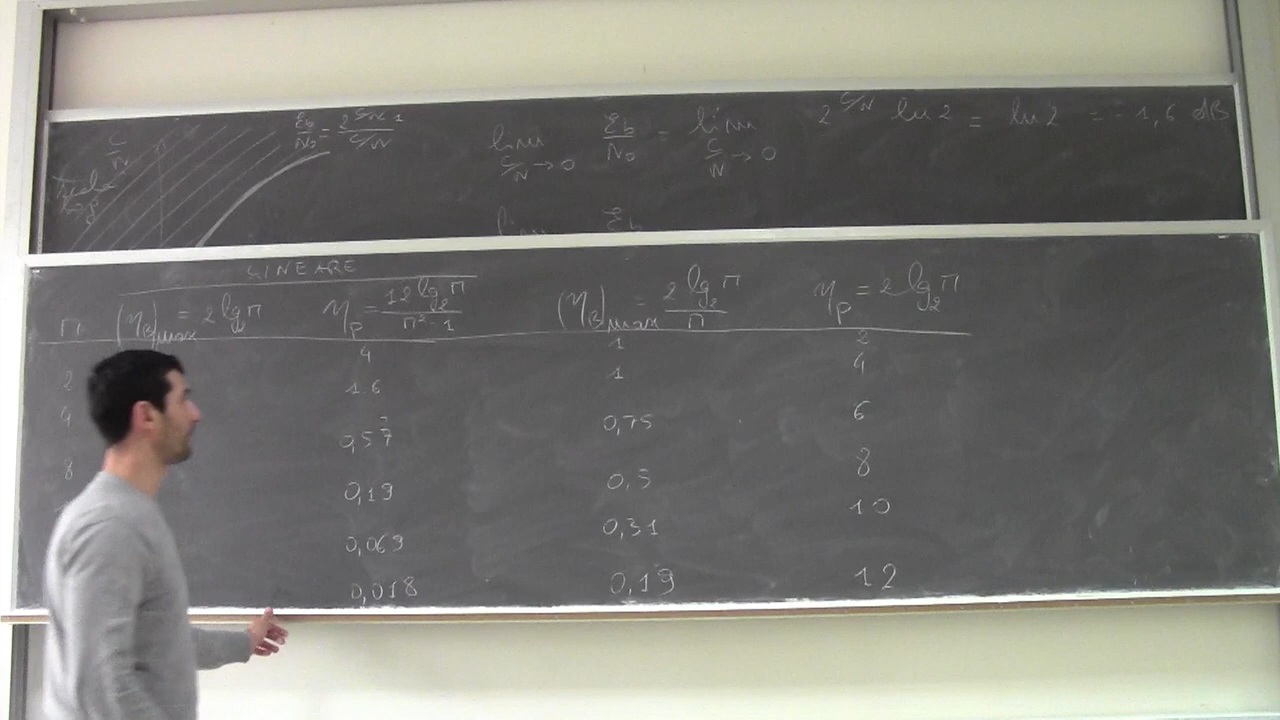 C/N
Eb/N0 = (2^(C/N) - 1)/(C/N)
lim C/N→0 Eb/N0 = lim C/N→0 2^(C/N) ln 2 = ln 2 = -1,6 dB
lim Eb
LINEARE
M (ηB)max = 2 lg M ηp = 12 lg2 M / (M² - 1) (ηB)max = 2 lg2 M / M ηp = 2 lg2 M
4 1 2
2 1.6 1 4
4 0,57 0,75 6
8 0,19 0,5 8
0,063 0,31 10
0,018 0,19 12